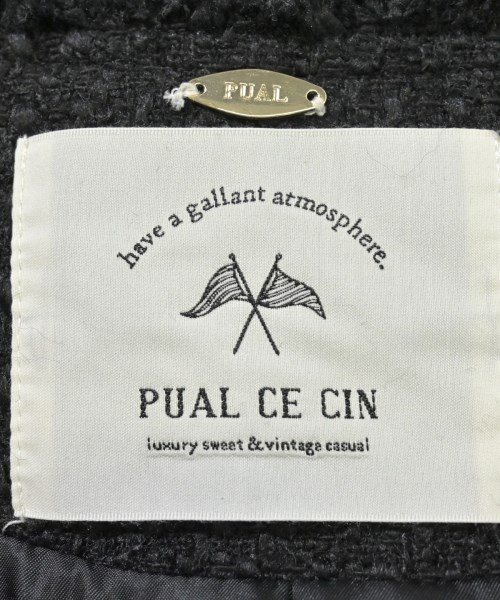 PUAL
have a gallant atmosphere.
PUAL CE CIN
luxury sweet &vintage casual